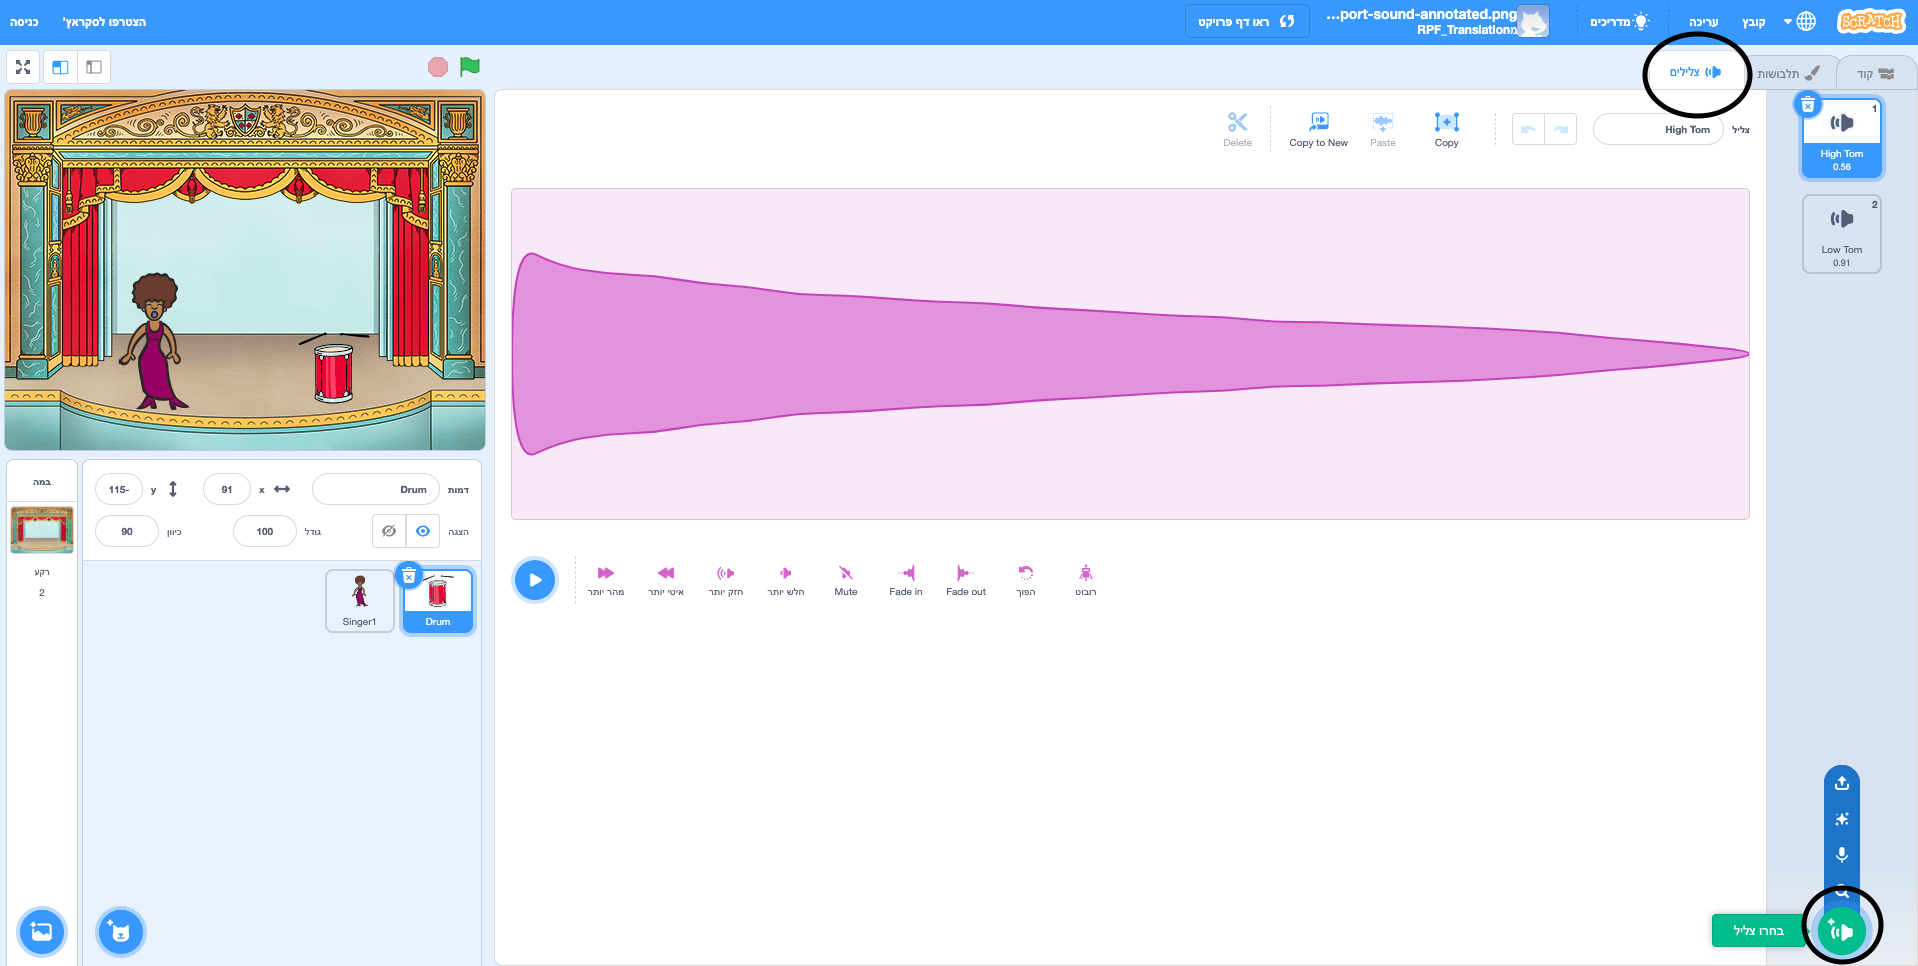 SCRATCH
קובץ
עריכה
מדריכים
...port-sound-annotated.png
מRPF_Translation
ראו דף פרויקט
הצטרפו לסקראץ'
כניסה
קוד
תלבושות
צלילים
צליל
High Tom
Copy
Paste
Copy to New
Delete
1
High Tom
0.56
2
Low Tom
0.91
מהר יותר
איטי יותר
חזק יותר
חלש יותר
Mute
Fade in
Fade out
הפוך
רובוט
דמות
Drum
x
91
y
115-
הצגה
גודל
100
כיוון
90
Drum
Singer1
במה
רקע
2
בחרו צליל